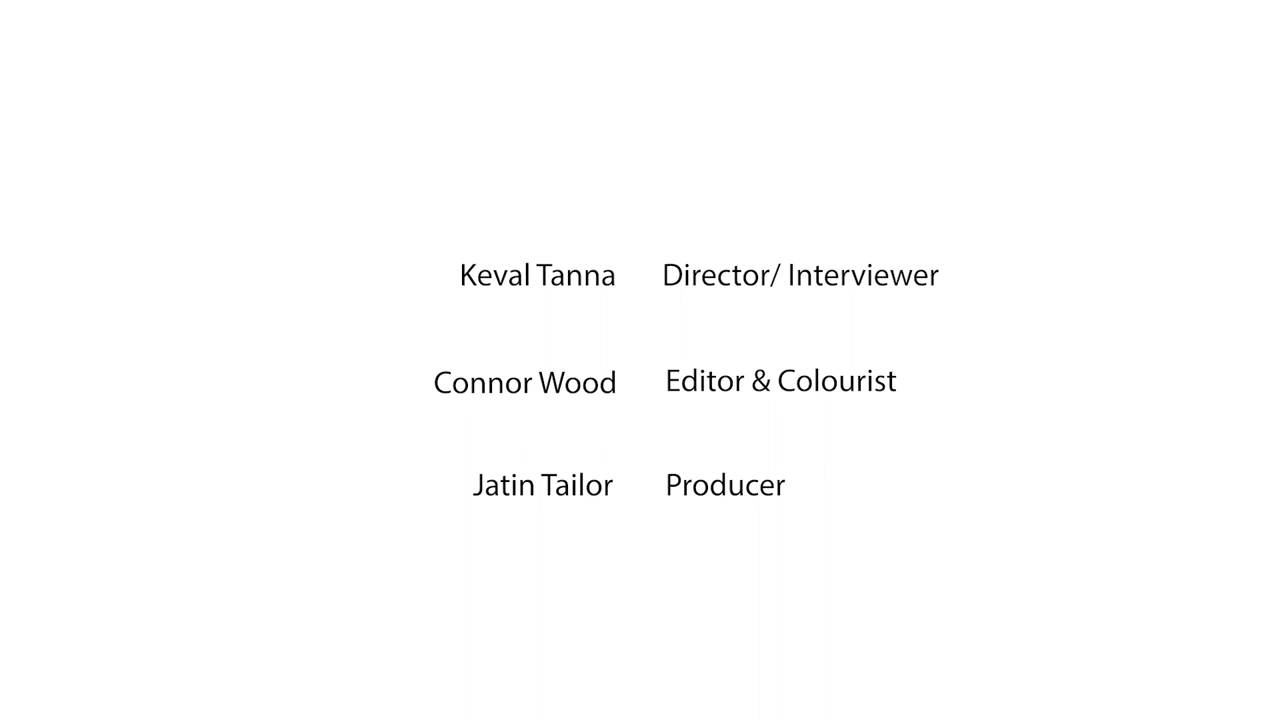 Keval Tanna Director/ Interviewer
Connor Wood Editor & Colourist
Jatin Tailor Producer